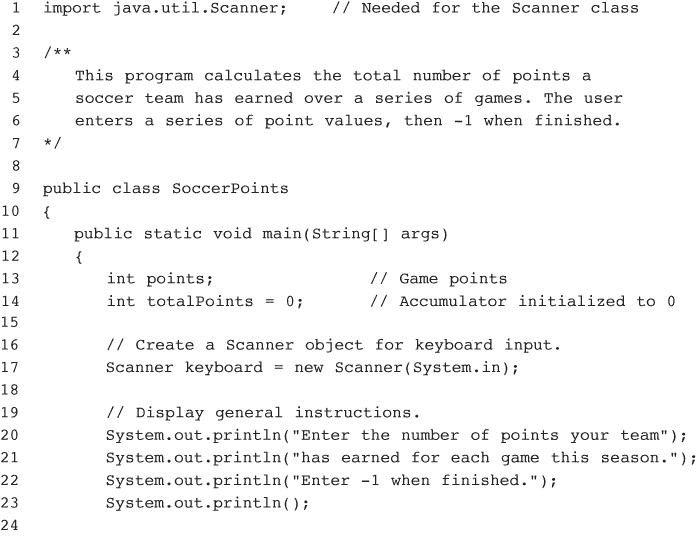 1 import java.util.Scanner; // Needed for the Scanner class
2
3 /**
4 This program calculates the total number of points a
5 soccer team has earned over a series of games. The user
6 enters a series of point values, then -1 when finished.
7 */
8
9 public class SoccerPoints
10 {
11 public static void main(String[] args)
12 {
13 int points; // Game points
14 int totalPoints = 0; // Accumulator initialized to 0
15
16 // Create a Scanner object for keyboard input.
17 Scanner keyboard = new Scanner(System.in);
18
19 // Display general instructions.
20 System.out.println("Enter the number of points your team");
21 System.out.println("has earned for each game this season.");
22 System.out.println("Enter -1 when finished.");
23 System.out.println();
24